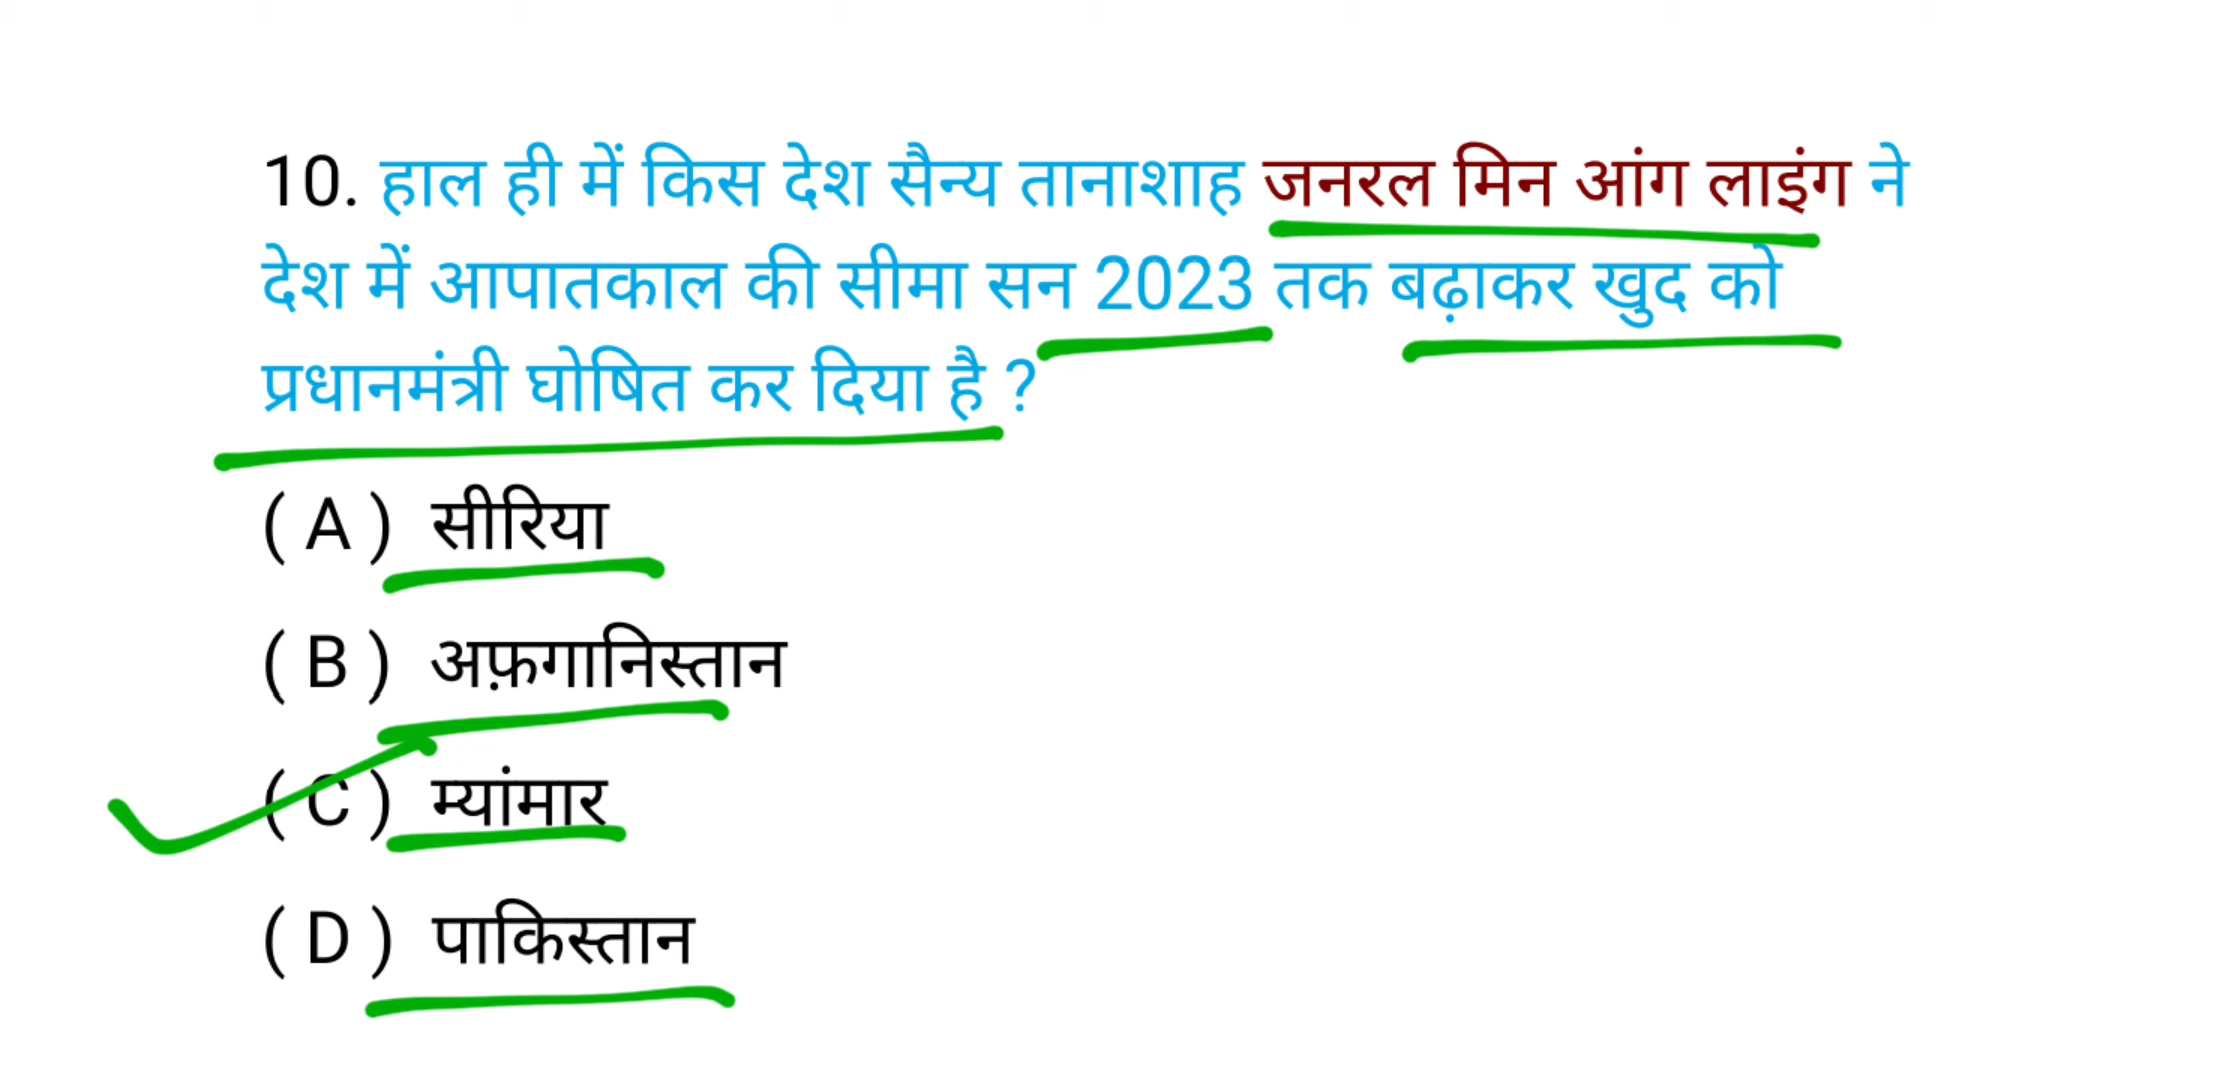 10. हाल ही में किस देश सैन्य तानाशाह जनरल मिन आंग लाइंग ने
देश में आपातकाल की सीमा सन 2023 तक बढ़ाकर खुद को
प्रधानमंत्री घोषित कर दिया है ?
( A ) सीरिया
( B ) अफ़गानिस्तान
( C ) म्यांमार
( D ) पाकिस्तान